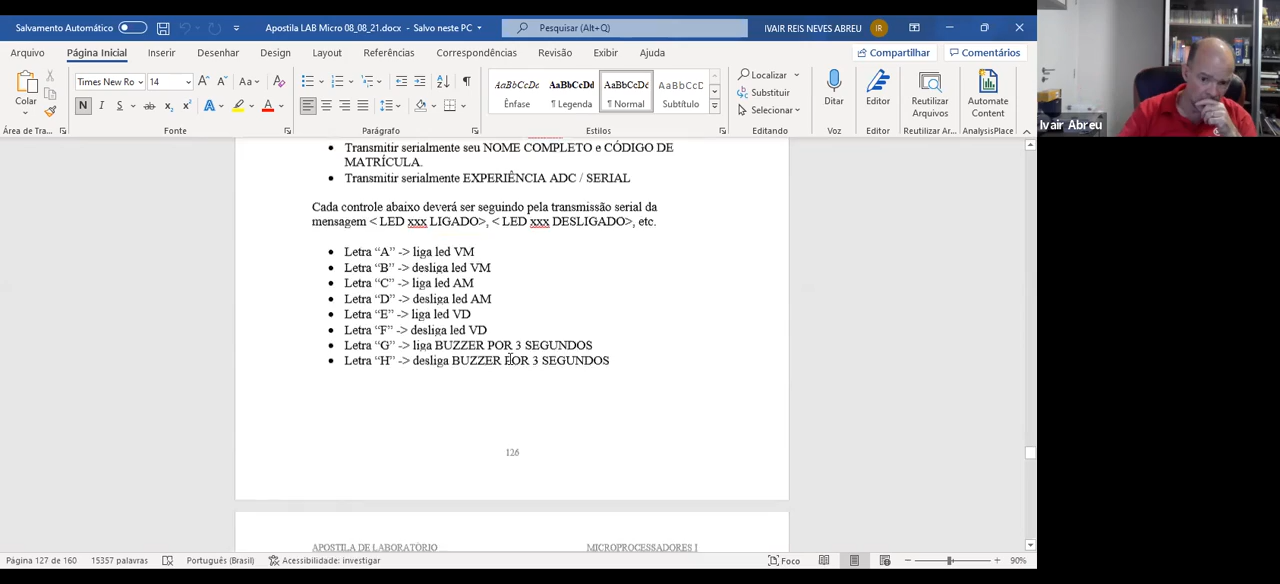 Salvamento Automático
Apostila LAB Micro 08_08_21.docx - Salvo neste PC
Pesquisar (Alt+Q)
IVAIR REIS NEVES ABREU
IR
Arquivo
Página Inicial
Inserir
Desenhar
Design
Layout
Referências
Correspondências
Revisão
Exibir
Ajuda
Compartilhar
Comentários
Colar
Times New Ro
14
N I S ab x₂ x²
AaBbCcDc AaBbCcDd AaBbCcDc AaBbCcD
Ênfase
¶ Legenda
¶ Normal
Subtítulo
Localizar
Substituir
Selecionar
Ditar
Editor
Reutilizar
Arquivos
Automate
Content
Área de Tra...
Fonte
Parágrafo
Estilos
Editando
Voz
Editor
Reutilizar Ar...
AnalysisPlace
Ivair Abreu
• Transmitir serialmente seu NOME COMPLETO e CÓDIGO DE
MATRÍCULA.
• Transmitir serialmente EXPERIÊNCIA ADC / SERIAL
Cada controle abaixo deverá ser seguindo pela transmissão serial da
mensagem < LED xxx LIGADO>, < LED xxx DESLIGADO>, etc.
• Letra “A” -> liga led VM
• Letra “B” -> desliga led VM
• Letra “C” -> liga led AM
• Letra “D” -> desliga led AM
• Letra “E” -> liga led VD
• Letra “F” -> desliga led VD
• Letra “G” -> liga BUZZER POR 3 SEGUNDOS
• Letra “H” -> desliga BUZZER POR 3 SEGUNDOS
126
APOSTILA DE LABORATÓRIO
MICROPROCESSADORES I
Página 127 de 160
15357 palavras
Português (Brasil)
Acessibilidade: investigar
Foco
90%